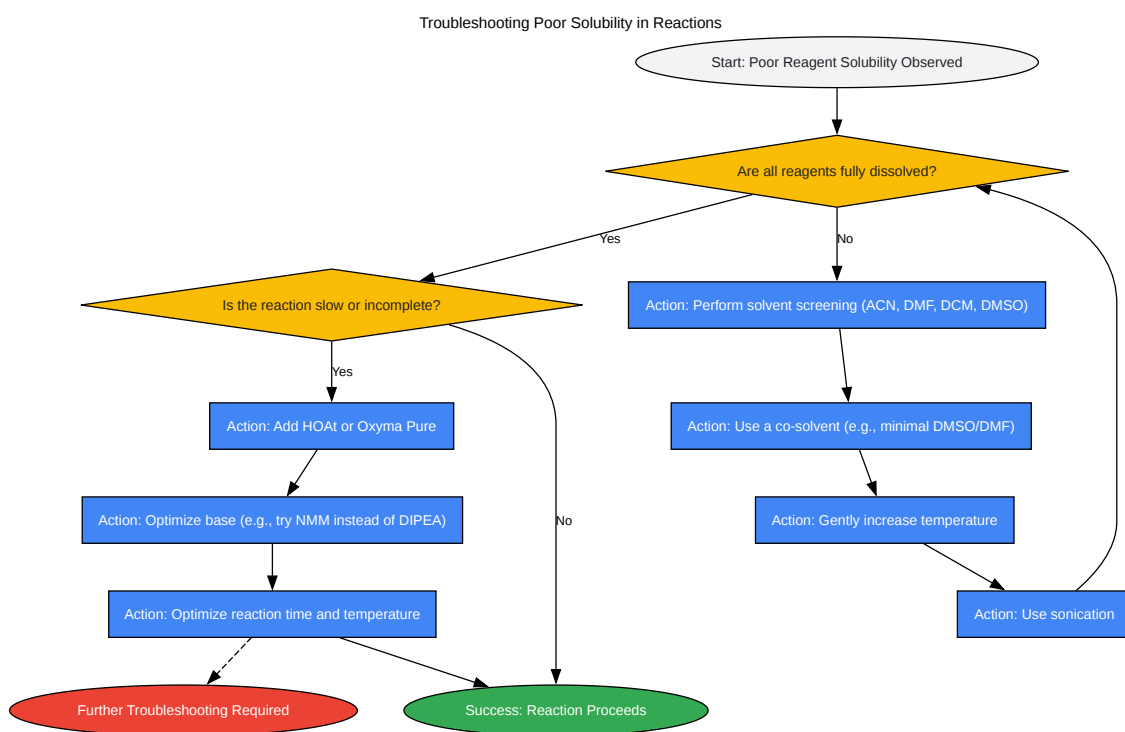 Troubleshooting Poor Solubility in Reactions
Start: Poor Reagent Solubility Observed
Are all reagents fully dissolved?
Yes
No
Is the reaction slow or incomplete?
Action: Perform solvent screening (ACN, DMF, DCM, DMSO)
Yes
Action: Add HOAt or Oxyma Pure
Action: Use a co-solvent (e.g., minimal DMSO/DMF)
Action: Optimize base (e.g., try NMM instead of DIPEA)
No
Action: Gently increase temperature
Action: Optimize reaction time and temperature
Action: Use sonication
Further Troubleshooting Required
Success: Reaction Proceeds